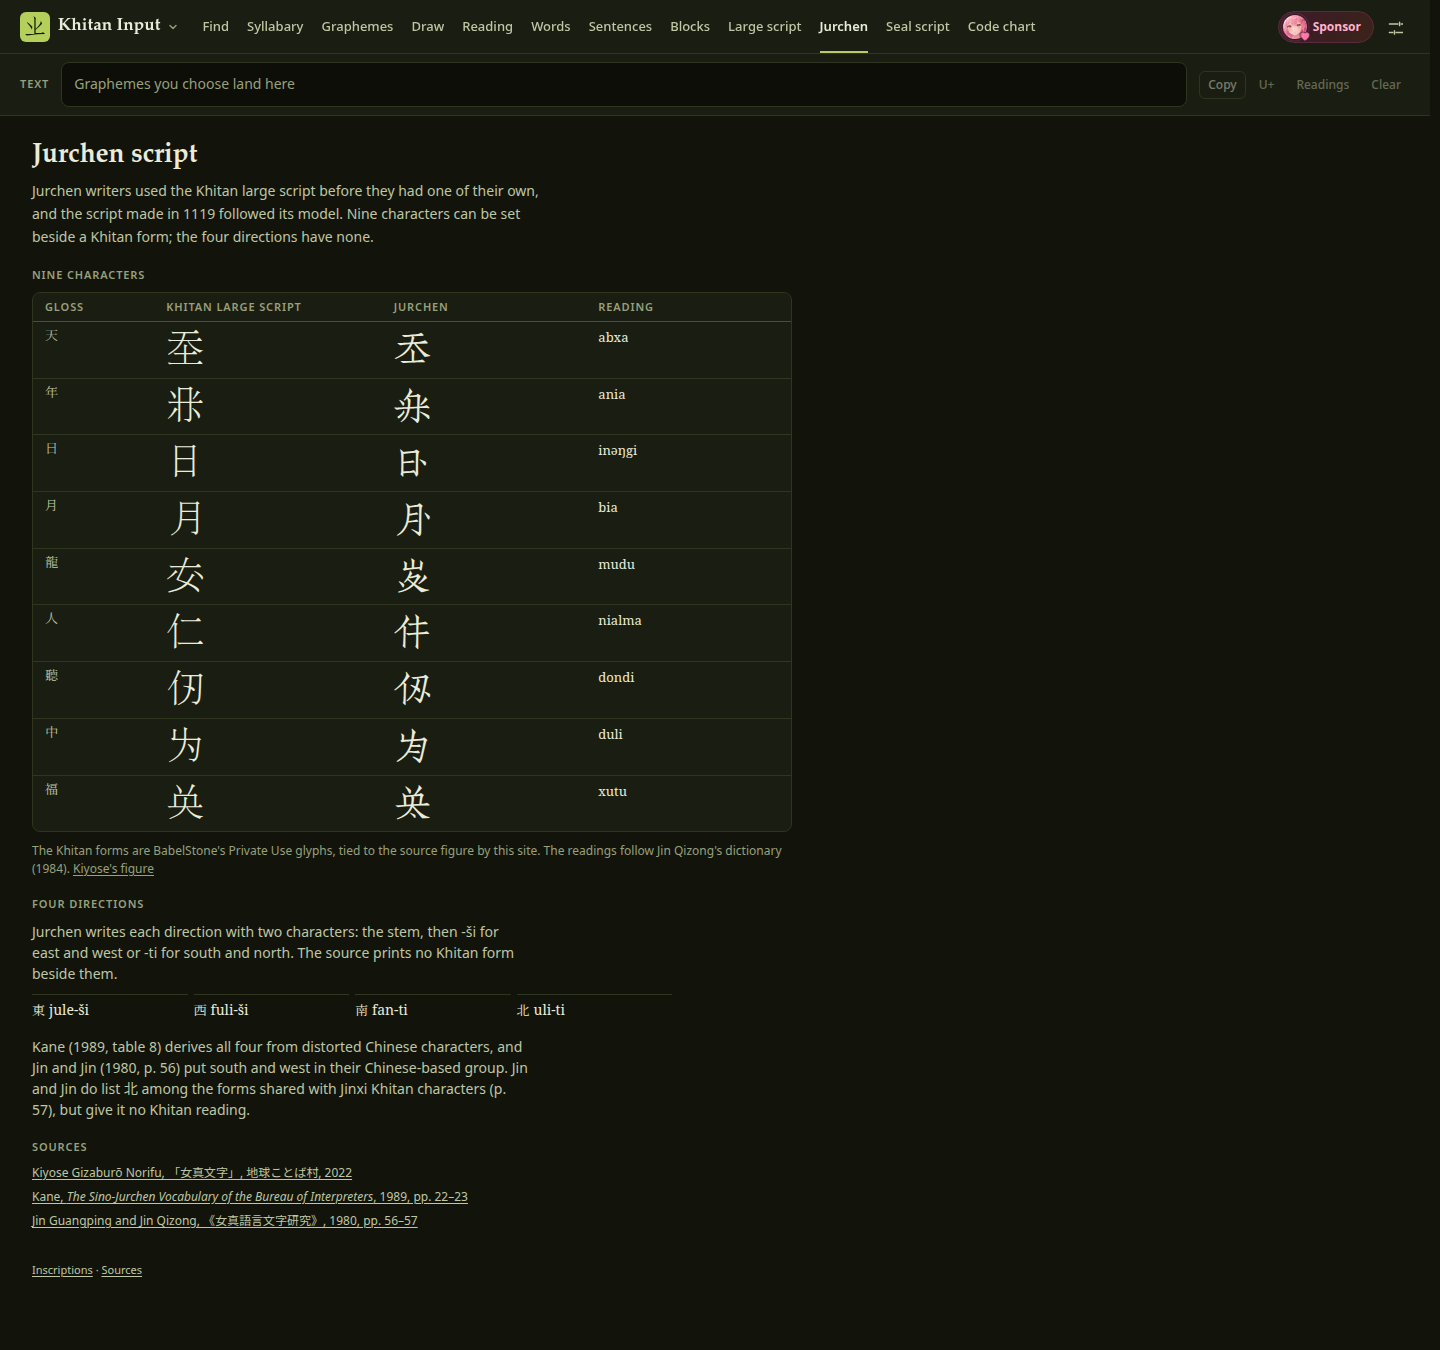 Khitan Input
Find
Syllabary
Graphemes
Draw
Reading
Words
Sentences
Blocks
Large script
Jurchen
Seal script
Code chart
Sponsor
TEXT
Graphemes you choose land here
Copy
U+
Readings
Clear
Jurchen script
Jurchen writers used the Khitan large script before they had one of their own,
and the script made in 1119 followed its model. Nine characters can be set
beside a Khitan form; the four directions have none.
NINE CHARACTERS
GLOSS KHITAN LARGE SCRIPT JURCHEN READING
天 abxa
年 ania
日 日 inəŋgi
月 月 bia
龍 mudu
人 仁 nialma
聽 dondi
中 duli
福 xutu
The Khitan forms are BabelStone's Private Use glyphs, tied to the source figure by this site. The readings follow Jin Qizong's dictionary
(1984). Kiyose's figure
FOUR DIRECTIONS
Jurchen writes each direction with two characters: the stem, then -ši for
east and west or -ti for south and north. The source prints no Khitan form
beside them.
東 jule-ši 西 fuli-ši 南 fan-ti 北 uli-ti
Kane (1989, table 8) derives all four from distorted Chinese characters, and
Jin and Jin (1980, p. 56) put south and west in their Chinese-based group. Jin
and Jin do list 北 among the forms shared with Jinxi Khitan characters (p.
57), but give it no Khitan reading.
SOURCES
Kiyose Gizaburō Norifu, 「女真文字」, 地球ことば村, 2022
Kane, The Sino-Jurchen Vocabulary of the Bureau of Interpreters, 1989, pp. 22–23
Jin Guangping and Jin Qizong, 《女真語言文字研究》, 1980, pp. 56–57
Inscriptions · Sources